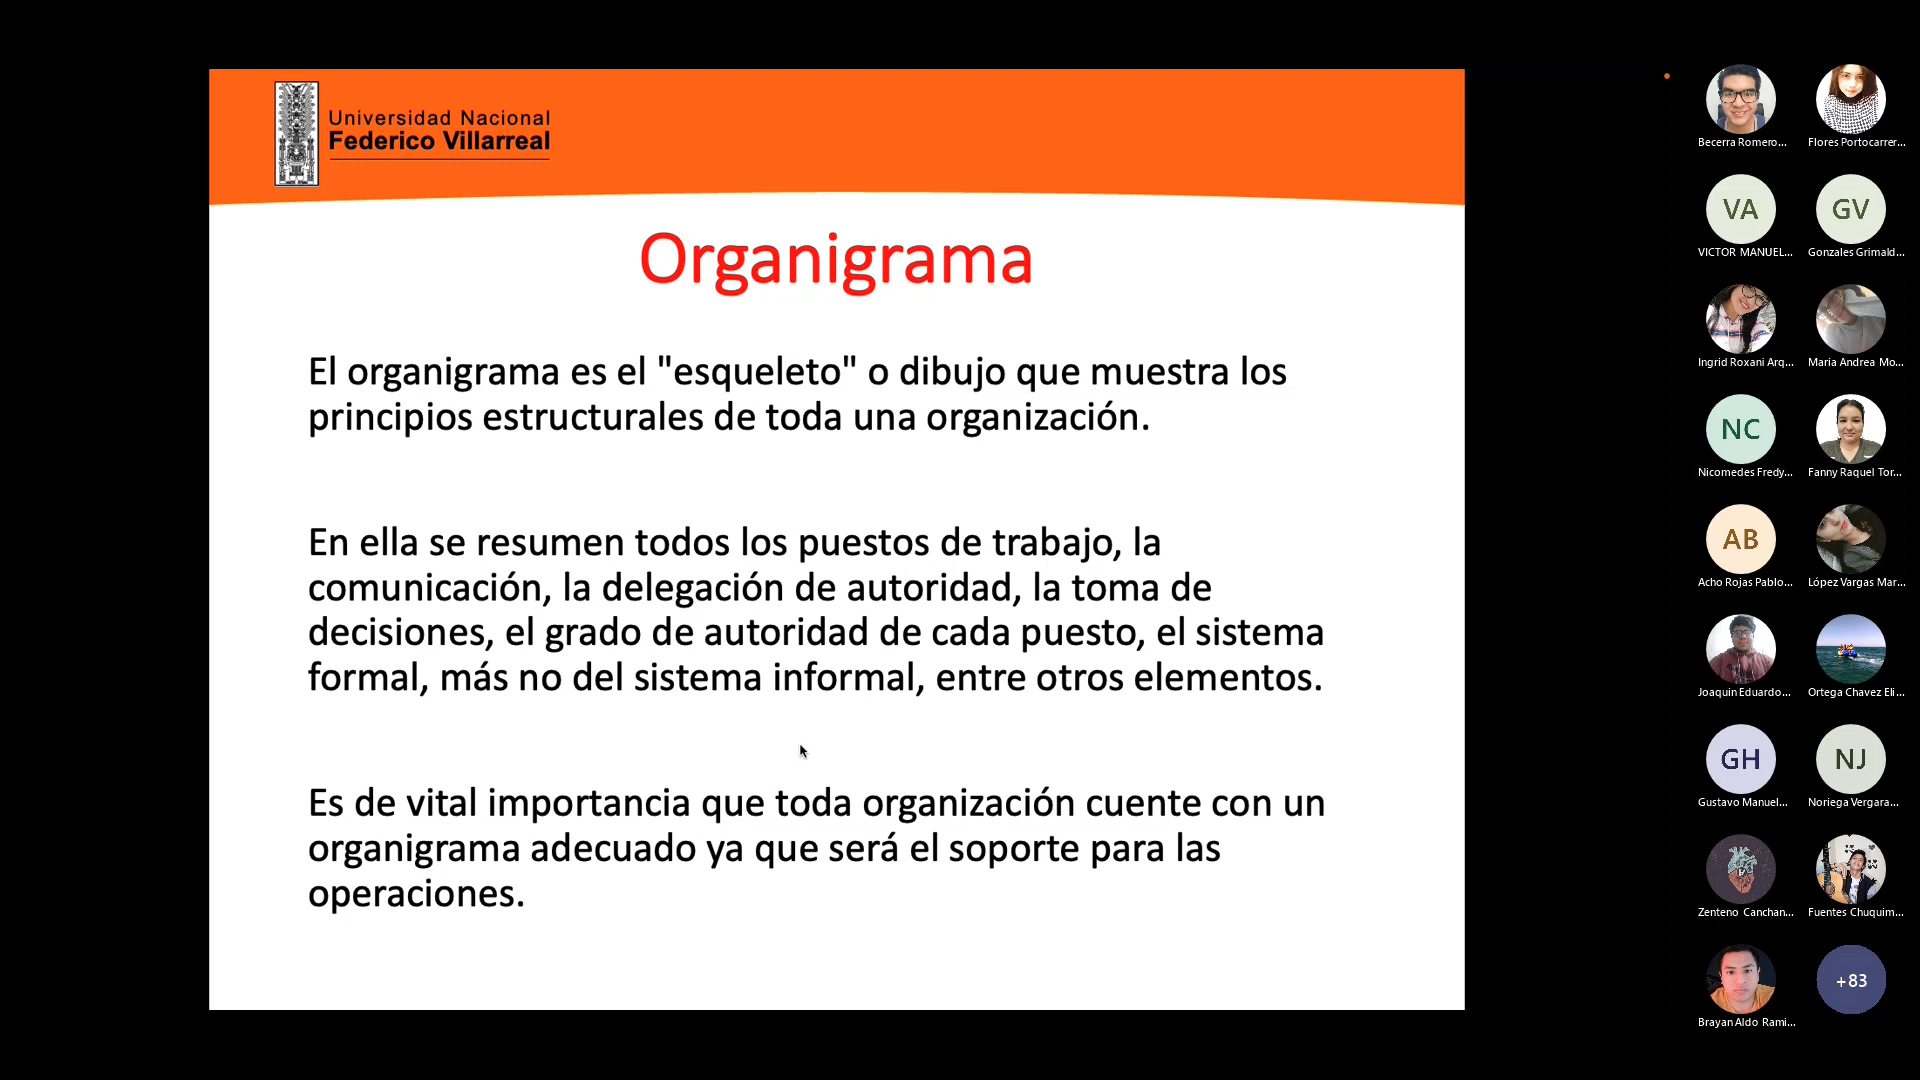 Universidad Nacional
Federico Villarreal
Organigrama
El organigrama es el "esqueleto" o dibujo que muestra los
principios estructurales de toda una organización.
En ella se resumen todos los puestos de trabajo, la
comunicación, la delegación de autoridad, la toma de
decisiones, el grado de autoridad de cada puesto, el sistema
formal, más no del sistema informal, entre otros elementos.
Es de vital importancia que toda organización cuente con un
organigrama adecuado ya que será el soporte para las
operaciones.
Becerra Romero...
Flores Portocarrer...
VA
VICTOR MANUEL...
GV
Gonzales Grimald...
Ingrid Roxani Arq...
Maria Andrea Mo...
NC
Nicomedes Fredy...
Fanny Raquel Tor...
AB
Acho Rojas Pablo...
López Vargas Mar...
Joaquin Eduardo...
Ortega Chavez Eli...
GH
Gustavo Manuel...
NJ
Noriega Vergara...
Zenteno Canchan...
Fuentes Chuquim...
Brayan Aldo Rami...
+83